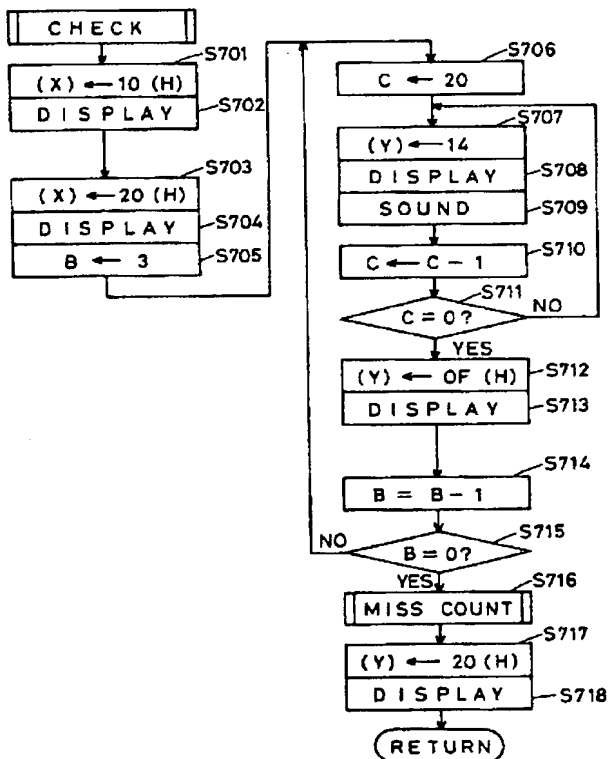 CHECK
S701
(X) ← 10 (H)
S702
DISPLAY
S703
(X) ← 20 (H)
S704
DISPLAY
S705
B ← 3
S706
C ← 20
S707
(Y) ← 14
S708
DISPLAY
S709
SOUND
S710
C ← C - 1
S711
C = 0?
NO
YES
S712
(Y) ← OF (H)
S713
DISPLAY
S714
B = B - 1
S715
B = 0?
NO
YES
S716
MISS COUNT
S717
(Y) ← 20 (H)
S718
DISPLAY
RETURN